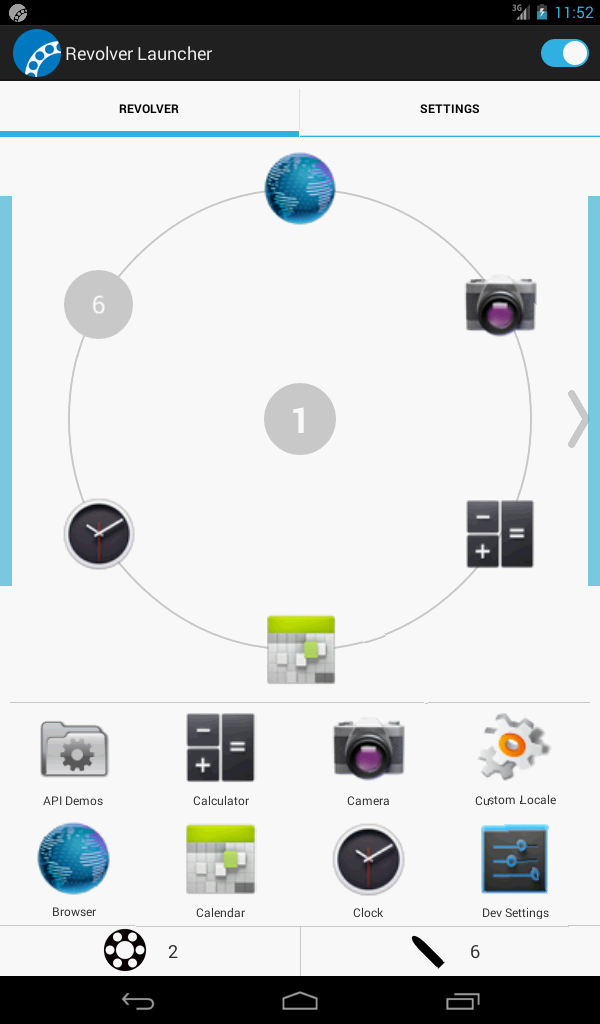 3G 11:52
Revolver Launcher
REVOLVER SETTINGS
6
1
API Demos Calculator Camera Custom Locale
Browser Calendar Clock Dev Settings
2 6